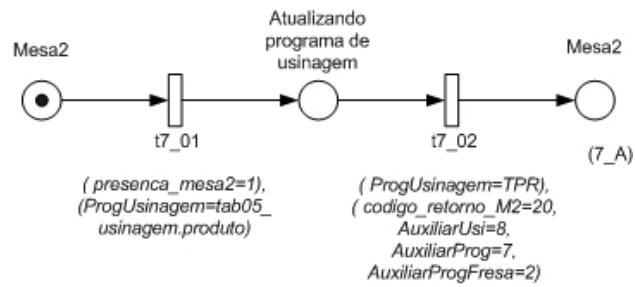 Mesa2
Atualizando
programa de
usinagem
Mesa2
t7_01
t7_02
(7_A)
( presenca_mesa2=1),
(ProgUsinagem=tab05_
usinagem.produto)
( ProgUsinagem=TPR),
( codigo_retorno_M2=20,
AuxiliarUsi=8,
AuxiliarProg=7,
AuxiliarProgFresa=2)